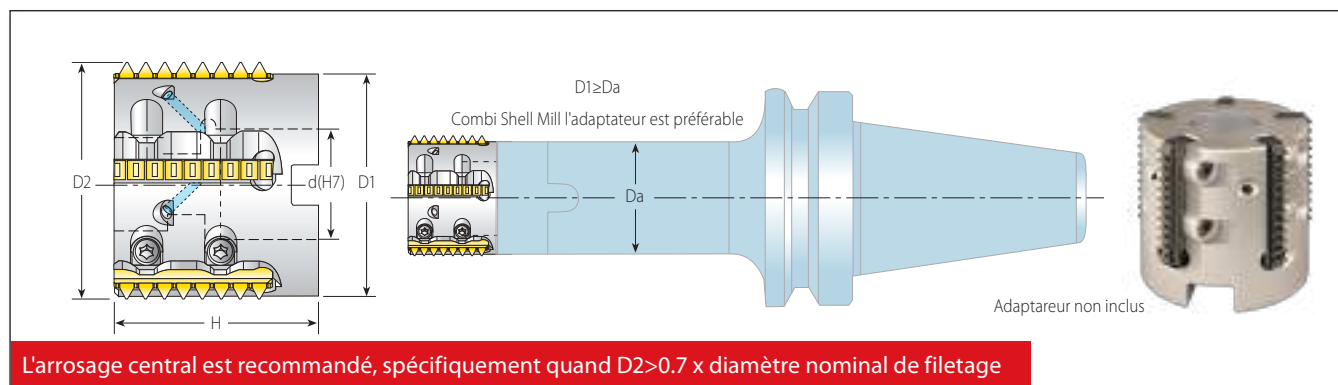 D1≥Da
Combi Shell Mill l'adaptateur est préférable
D2
d(H7)
D1
Da
H
Adaptareur non inclus
L'arrosage central est recommandé, spécifiquement quand D2>0.7 x diamètre nominal de filetage